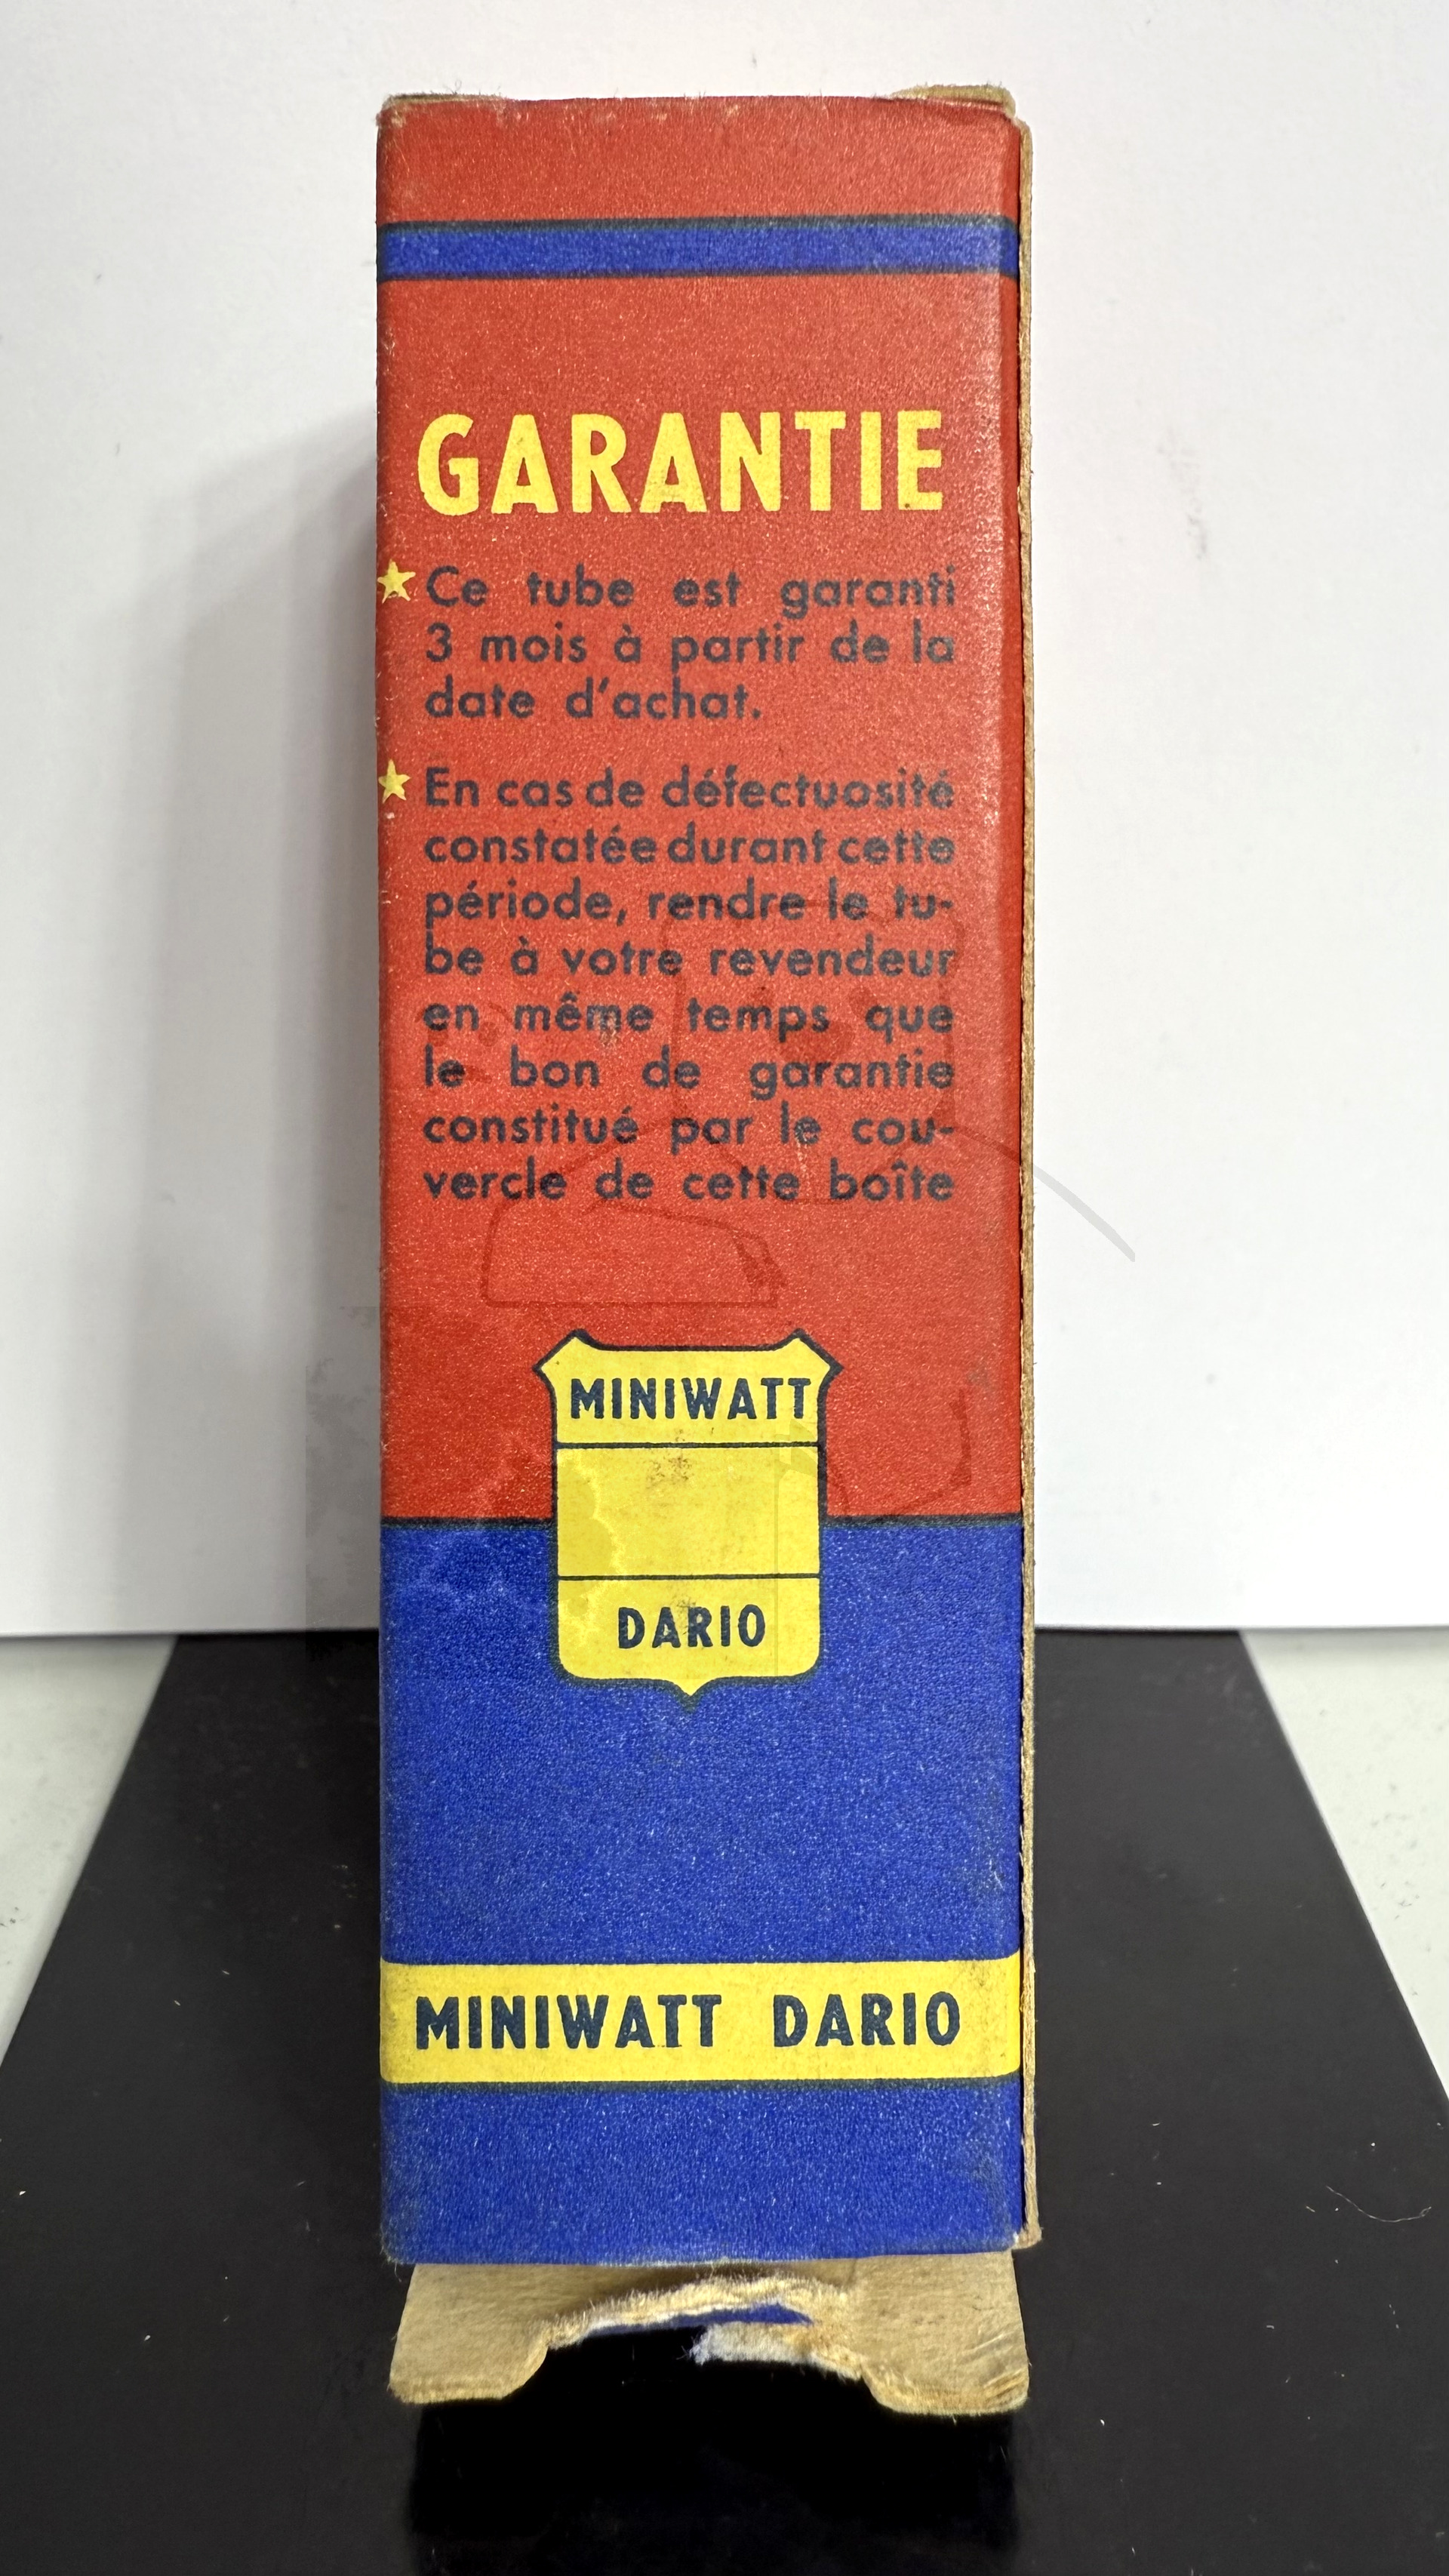 GARANTIE
Ce tube est garanti
3 mois à partir de la
date d'achat.
En cas de défectuosité
constatée durant cette
période, rendre le tu-
be à votre revendeur
en même temps que
le bon de garantie
constitué par le cou-
vercle de cette boîte
MINIWATT
DARIO
MINIWATT DARIO